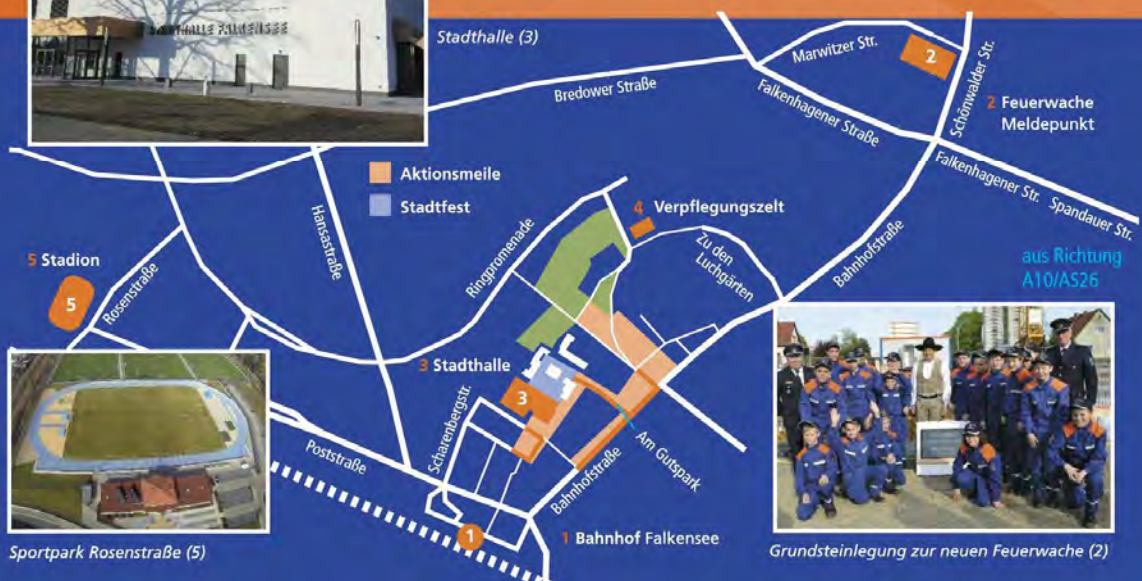 STADTHALLE FALKENSEE
Stadthalle (3)
Marwitzer Str.
2
Schönwalder Str.
Bredower Straße
Falkenhagener Straße
2 Feuerwache
Meldepunkt
Falkenhagener Str.
Spandauer Str.
Aktionsmeile
Stadtfest
Hansastraße
Ringpromenade
4 Verpflegungszelt
Zu den
Luchgärten
Bahnhofstraße
aus Richtung
A10/AS26
5 Stadion
5
Rosenstraße
3 Stadthalle
3
Scharenbergstr.
Am Gutspark
Poststraße
Bahnhofstraße
1
1 Bahnhof Falkensee
Sportpark Rosenstraße (5)
Grundsteinlegung zur neuen Feuerwache (2)